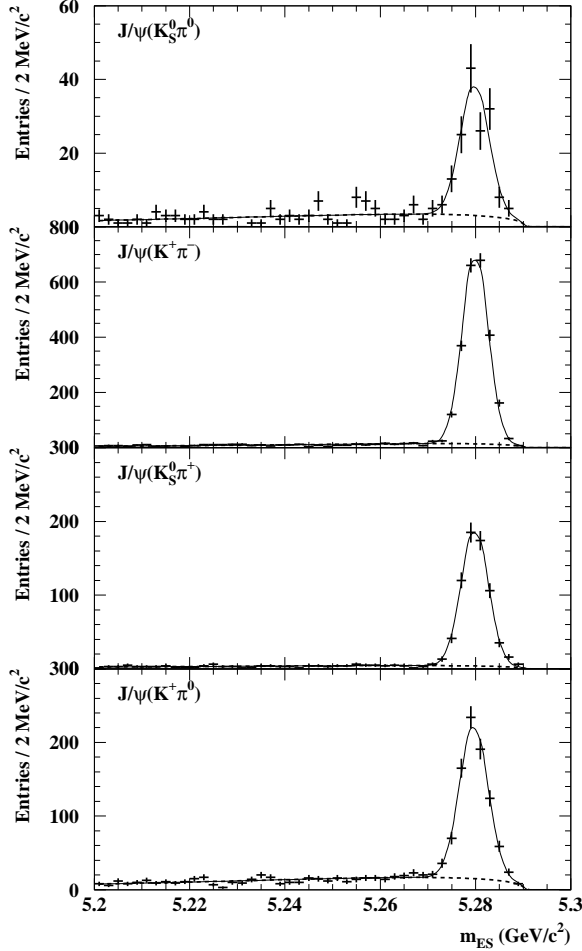 J/ψ(K⁰_Sπ⁰)
Entries / 2 MeV/c²
60
40
20
J/ψ(K⁺π⁻)
Entries / 2 MeV/c²
800
600
400
200
J/ψ(K⁰_Sπ⁺)
Entries / 2 MeV/c²
300
200
100
J/ψ(K⁺π⁰)
Entries / 2 MeV/c²
300
200
100
0
5.2 5.22 5.24 5.26 5.28 5.3
m_ES (GeV/c²)